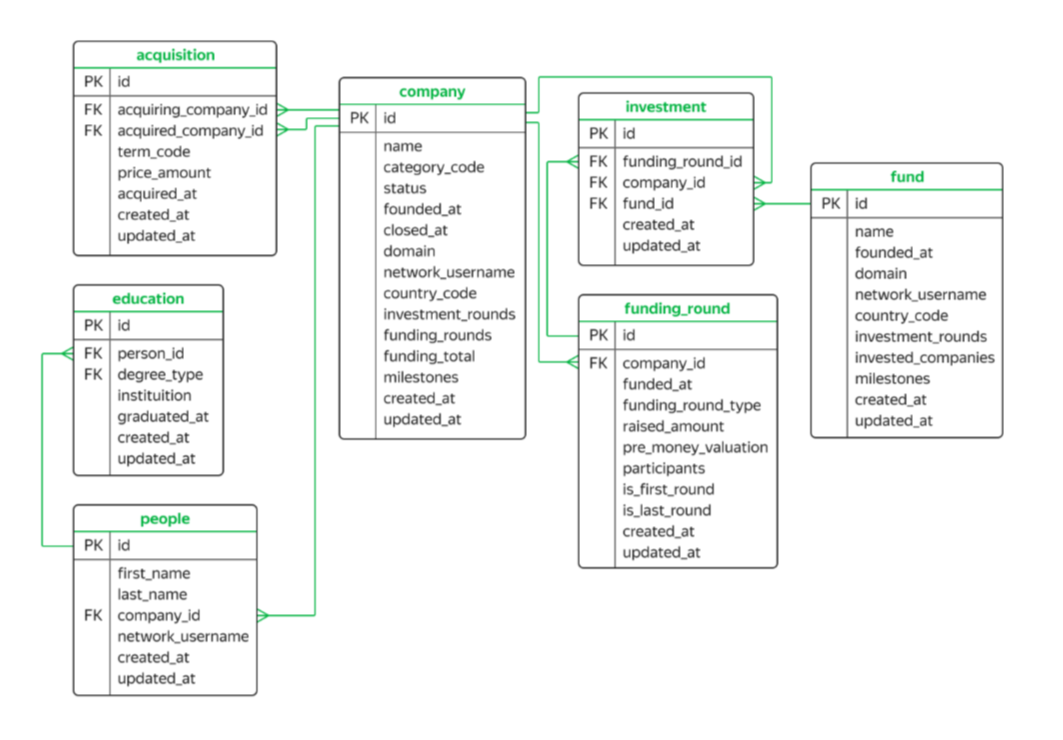 acquisition
PK id
FK acquiring_company_id
FK acquired_company_id
term_code
price_amount
acquired_at
created_at
updated_at
education
PK id
FK person_id
FK degree_type
instituition
graduated_at
created_at
updated_at
people
PK id
first_name
last_name
FK company_id
network_username
created_at
updated_at
company
PK id
name
category_code
status
founded_at
closed_at
domain
network_username
country_code
investment_rounds
funding_rounds
funding_total
milestones
created_at
updated_at
investment
PK id
FK funding_round_id
FK company_id
FK fund_id
created_at
updated_at
funding_round
PK id
FK company_id
funded_at
funding_round_type
raised_amount
pre_money_valuation
participants
is_first_round
is_last_round
created_at
updated_at
fund
PK id
name
founded_at
domain
network_username
country_code
investment_rounds
invested_companies
milestones
created_at
updated_at